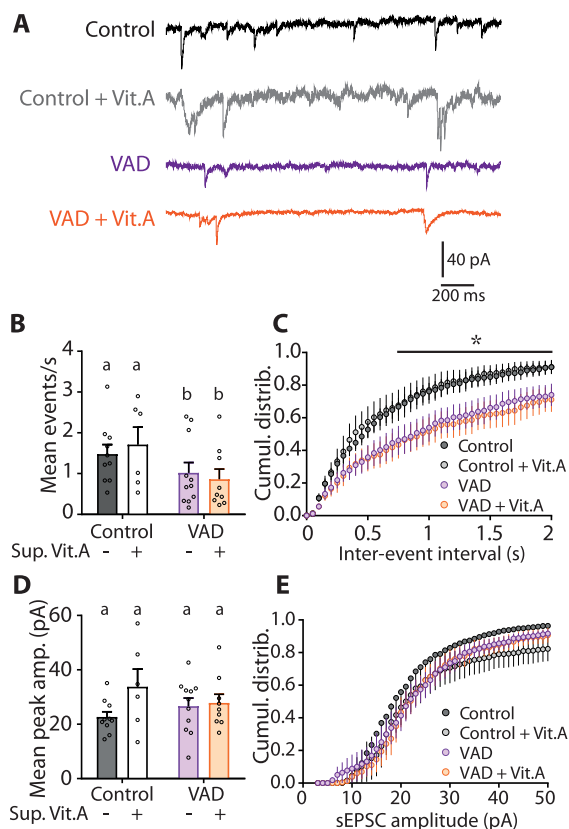 A
Control
Control + Vit.A
VAD
VAD + Vit.A
40 pA
200 ms
B
Mean events/s
4
3
2
1
0
a a
b b
Control VAD
Sup. Vit.A - + - +
C
Cumul. distrib.
1.0
0.8
0.6
0.4
0.2
0.0
*
Control
Control + Vit.A
VAD
VAD + Vit.A
0.5 1 1.5 2
Inter-event interval (s)
D
Mean peak amp. (pA)
60
40
20
0
a a a a
Control VAD
Sup. Vit.A - + - +
E
Cumul. distrib.
1.0
0.8
0.6
0.4
0.2
0.0
Control
Control + Vit.A
VAD
VAD + Vit.A
0 10 20 30 40 50
sEPSC amplitude (pA)